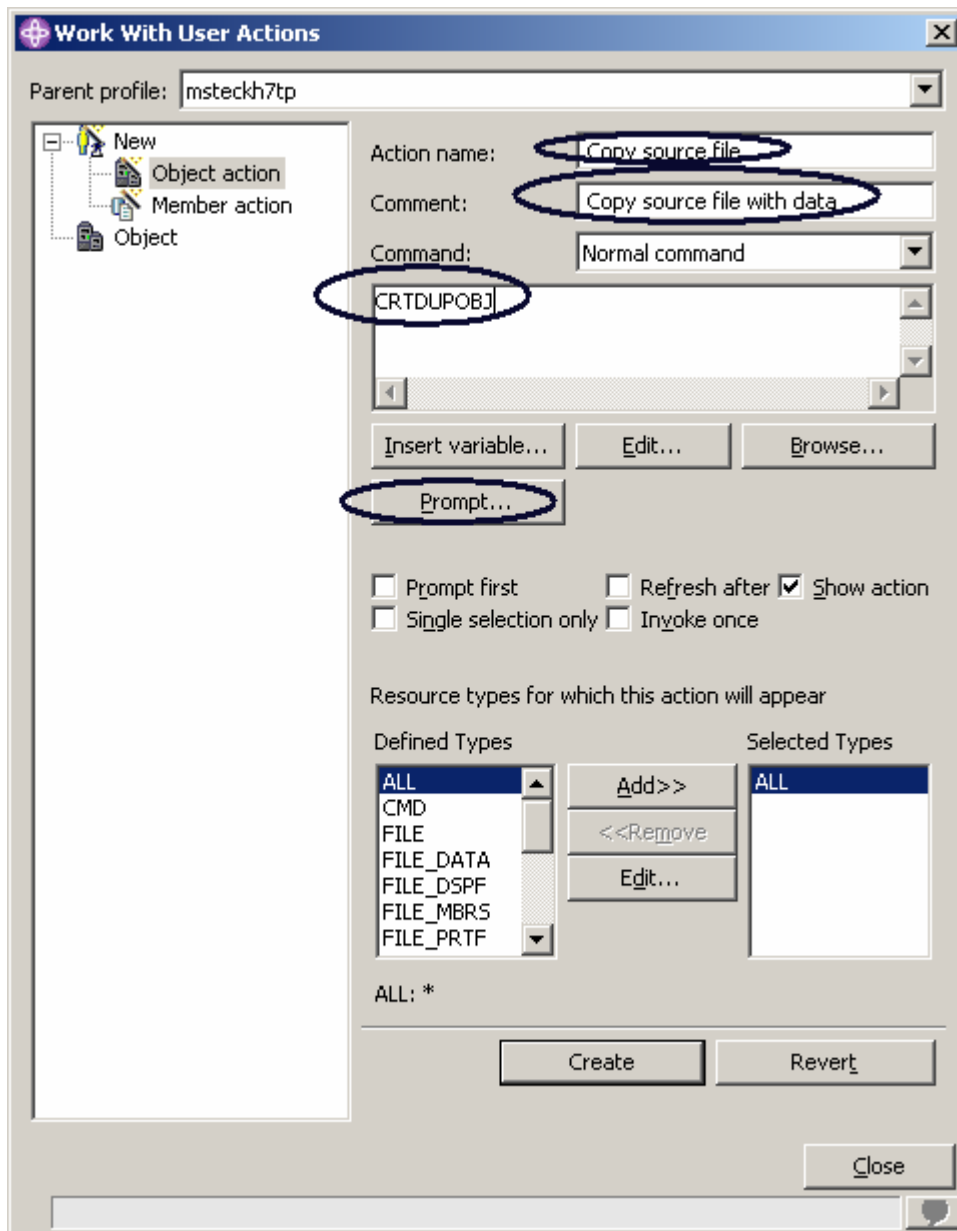 Work With User Actions
Parent profile: msteckh7tp
New
Object action
Member action
Object
Action name: Copy source file
Comment: Copy source file with data
Command: Normal command
CRTDUPOBJ
Insert variable... Edit... Browse...
Prompt...
Prompt first Refresh after Show action
Single selection only Invoke once
Resource types for which this action will appear
Defined Types Selected Types
ALL Add>> ALL
CMD
FILE <<Remove
FILE_DATA
FILE_DSPF Edit...
FILE_MBRS
FILE_PRTF
ALL: *
Create Revert
Close